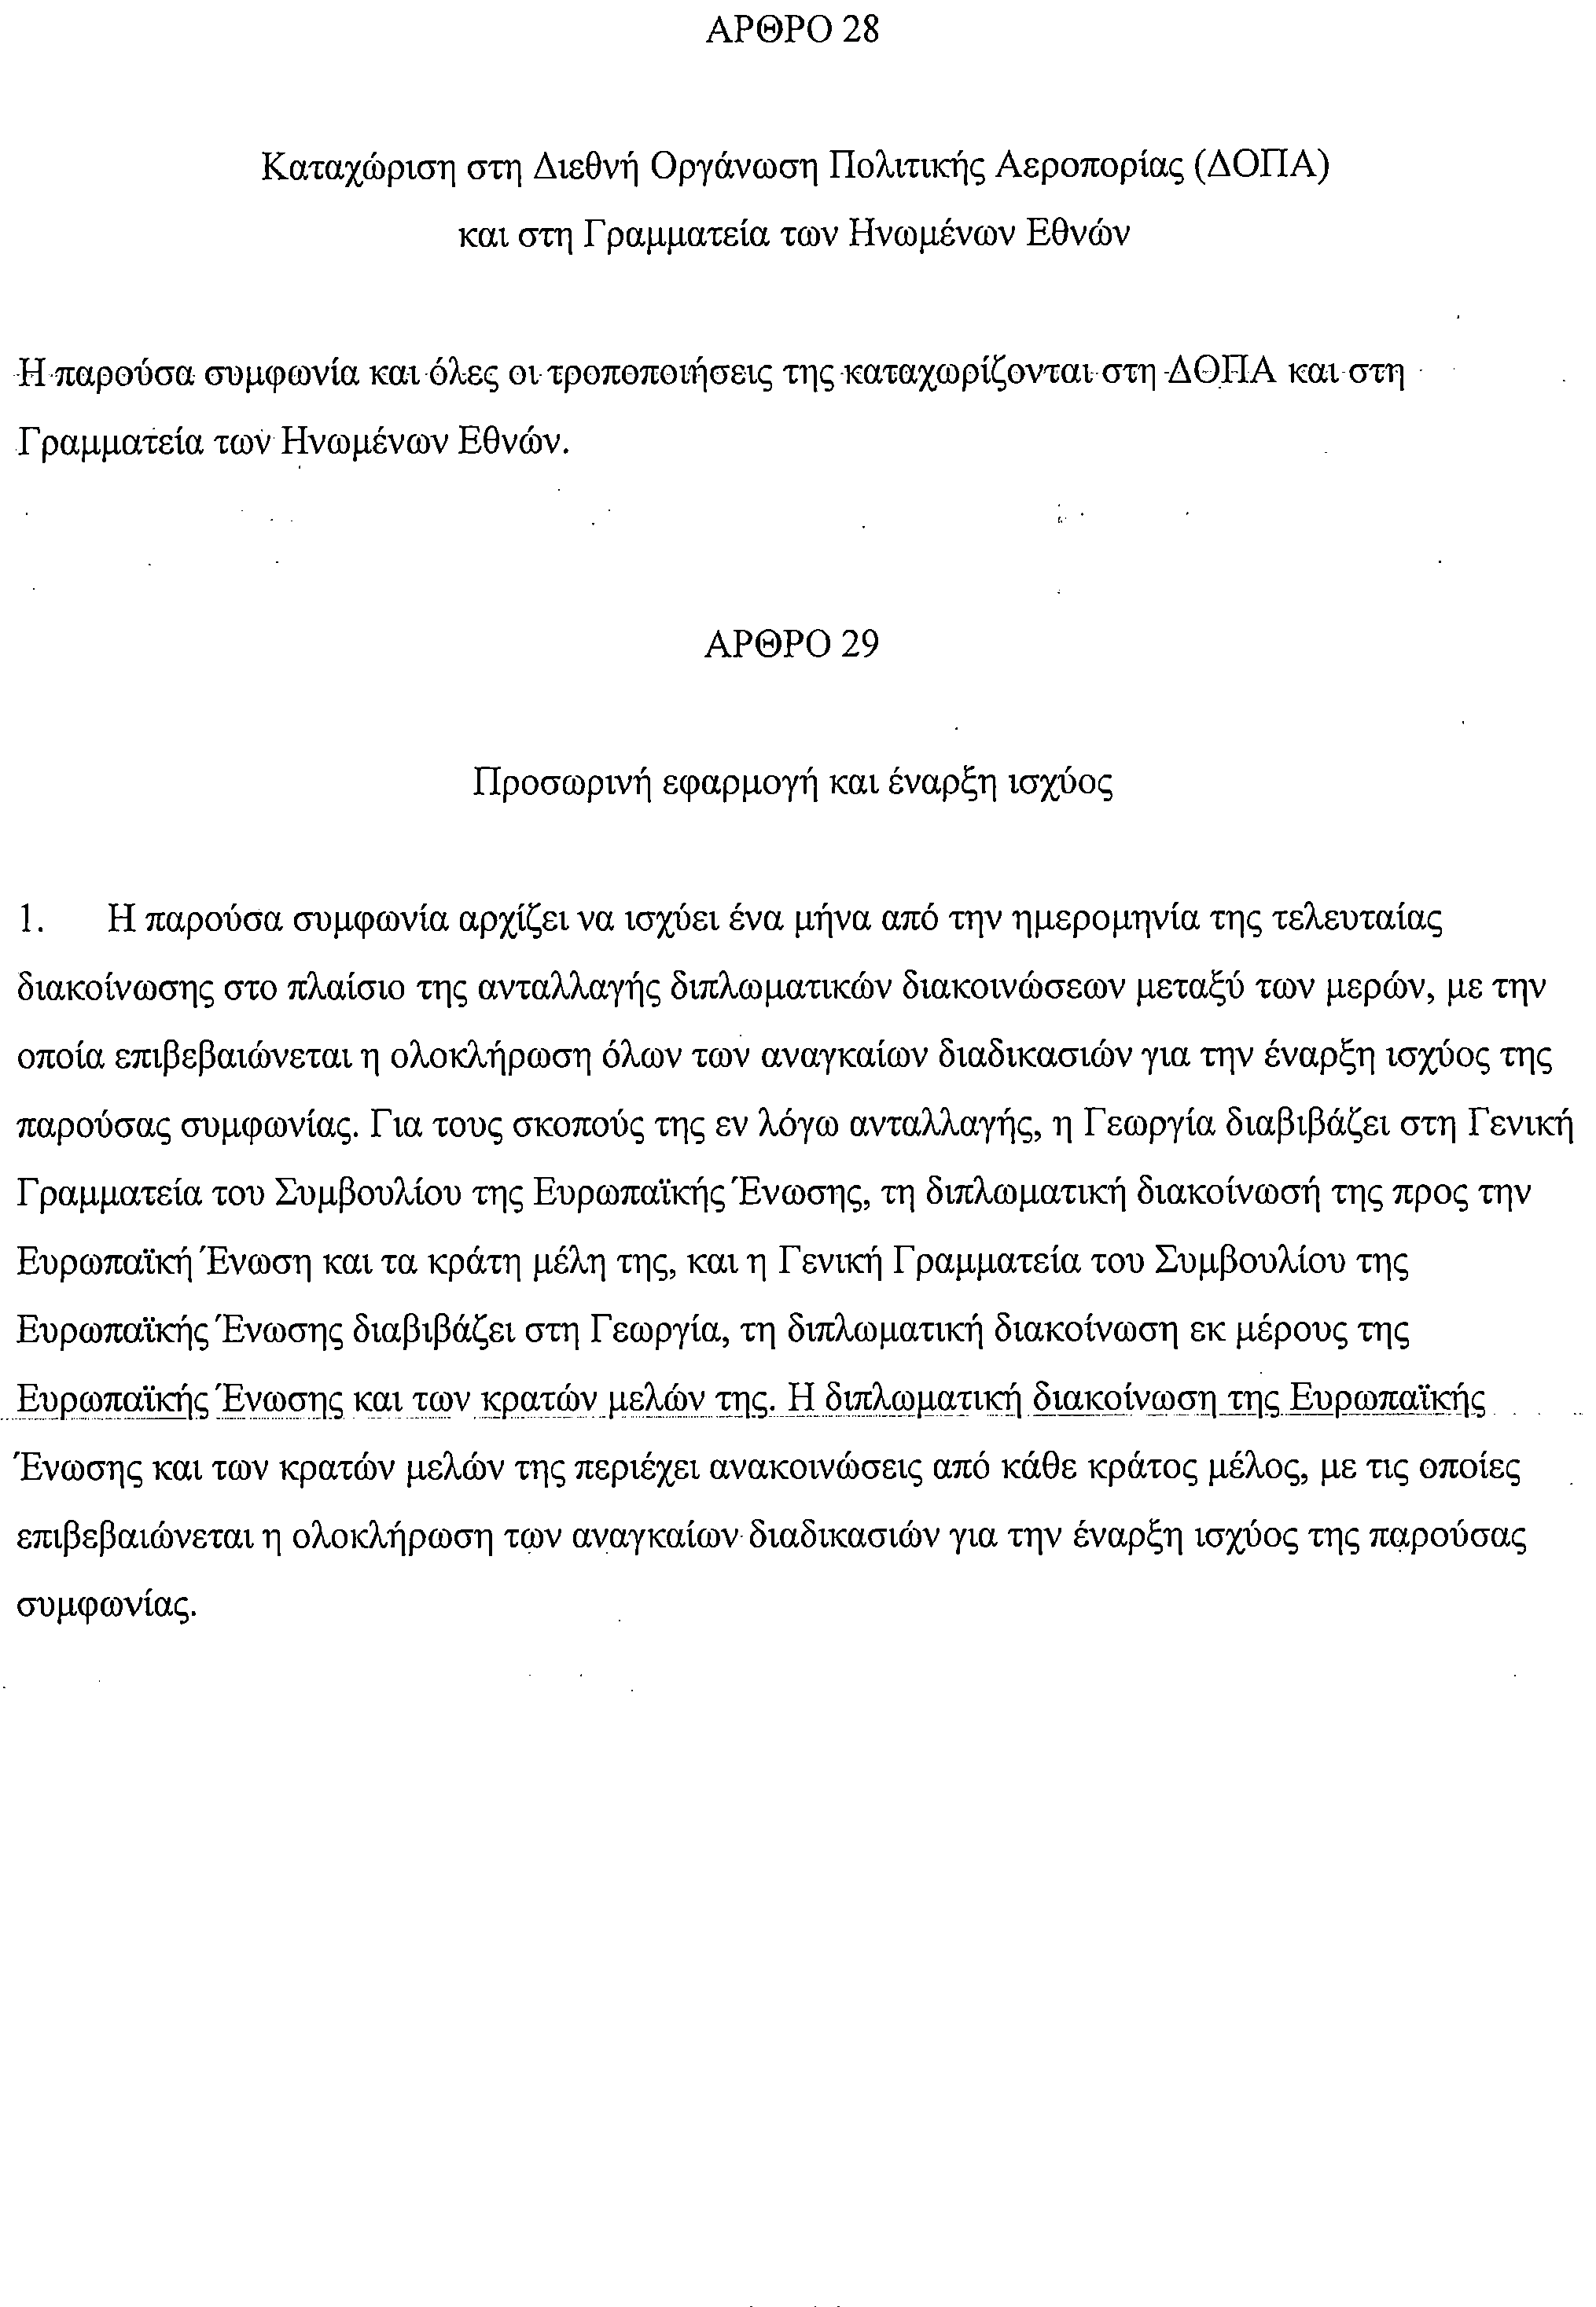 ΑΡΘΡΟ 28
Καταχώριση στη Διεθνή Οργάνωση Πολιτικής Αεροπορίας (ΔΟΠΑ)
και στη Γραμματεία των Ηνωμένων Εθνών
Η παρούσα συμφωνία και όλες οι τροποποιήσεις της καταχωρίζονται στη ΔΟΠΑ και στη
Γραμματεία των Ηνωμένων Εθνών.
ΑΡΘΡΟ 29
Προσωρινή εφαρμογή και έναρξη ισχύος
1. Η παρούσα συμφωνία αρχίζει να ισχύει ένα μήνα από την ημερομηνία της τελευταίας
διακοίνωσης στο πλαίσιο της ανταλλαγής διπλωματικών διακοινώσεων μεταξύ των μερών, με την
οποία επιβεβαιώνεται η ολοκλήρωση όλων των αναγκαίων διαδικασιών για την έναρξη ισχύος της
παρούσας συμφωνίας. Για τους σκοπούς της εν λόγω ανταλλαγής, η Γεωργία διαβιβάζει στη Γενική
Γραμματεία του Συμβουλίου της Ευρωπαϊκής Ένωσης, τη διπλωματική διακοίνωσή της προς την
Ευρωπαϊκή Ένωση και τα κράτη μέλη της, και η Γενική Γραμματεία του Συμβουλίου της
Ευρωπαϊκής Ένωσης διαβιβάζει στη Γεωργία, τη διπλωματική διακοίνωση εκ μέρους της
Ευρωπαϊκής Ένωσης και των κρατών μελών της. Η διπλωματική διακοίνωση της Ευρωπαϊκής
Ένωσης και των κρατών μελών της περιέχει ανακοινώσεις από κάθε κράτος μέλος, με τις οποίες
επιβεβαιώνεται η ολοκλήρωση των αναγκαίων διαδικασιών για την έναρξη ισχύος της παρούσας
συμφωνίας.